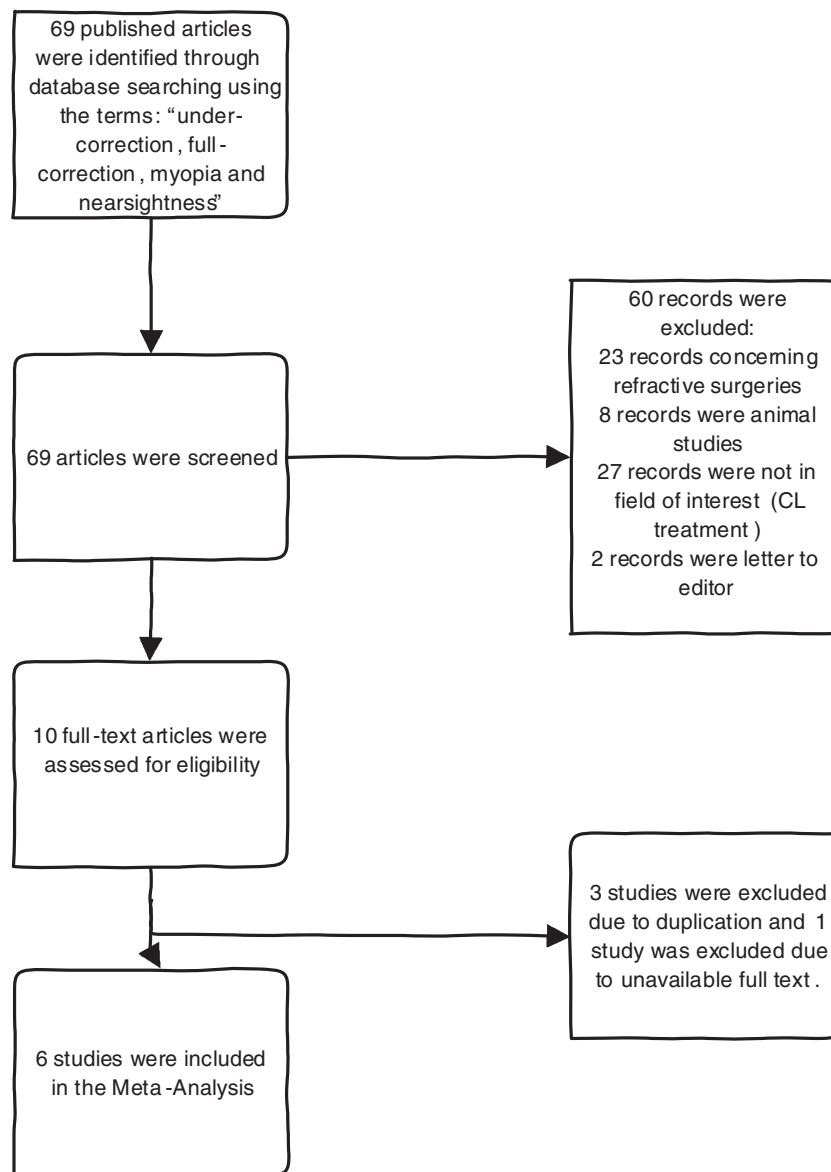 69 published articles
were identified through
database searching using
the terms: “under-
correction, full-
correction, myopia and
nearsightness”
60 records were
excluded:
23 records concerning
refractive surgeries
8 records were animal
studies
27 records were not in
field of interest (CL
treatment )
2 records were letter to
editor
69 articles were screened
10 full-text articles were
assessed for eligibility
3 studies were excluded
due to duplication and 1
study was excluded due
to unavailable full text .
6 studies were included
in the Meta-Analysis